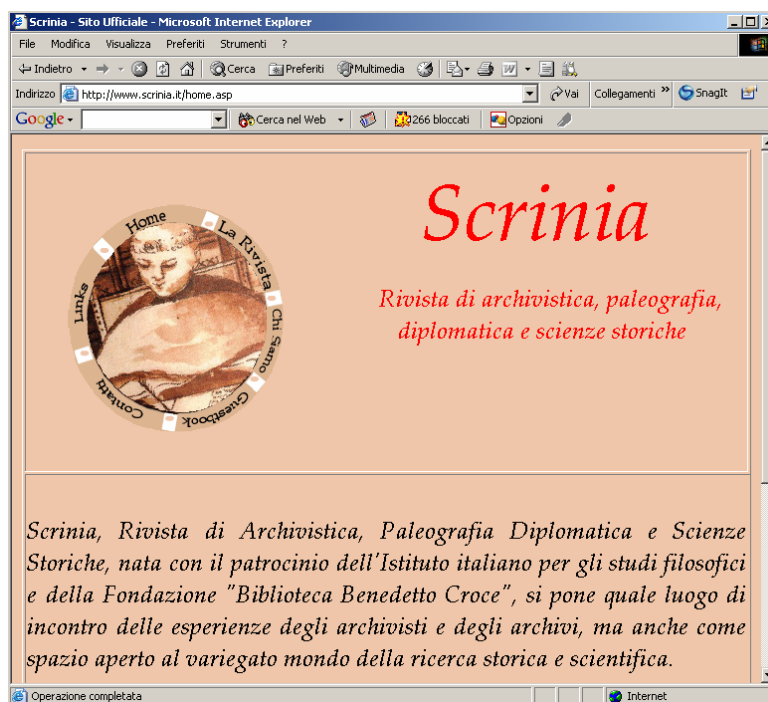 Scrinia - Sito Ufficiale - Microsoft Internet Explorer
File Modifica Visualizza Preferiti Strumenti ?
Indietro Cerca Preferiti Multimedia
Indirizzo http://www.scrinia.it/home.asp Vai Collegamenti » SnagIt
Google Cerca nel Web 266 bloccati Opzioni
Home
La Rivista
Chi Siamo
Guestbook
Contatti
Links
Scrinia
Rivista di archivistica, paleografia,
diplomatica e scienze storiche
Scrinia, Rivista di Archivistica, Paleografia Diplomatica e Scienze
Storiche, nata con il patrocinio dell'Istituto italiano per gli studi filosofici
e della Fondazione "Biblioteca Benedetto Croce", si pone quale luogo di
incontro delle esperienze degli archivisti e degli archivi, ma anche come
spazio aperto al variegato mondo della ricerca storica e scientifica.
Operazione completata Internet